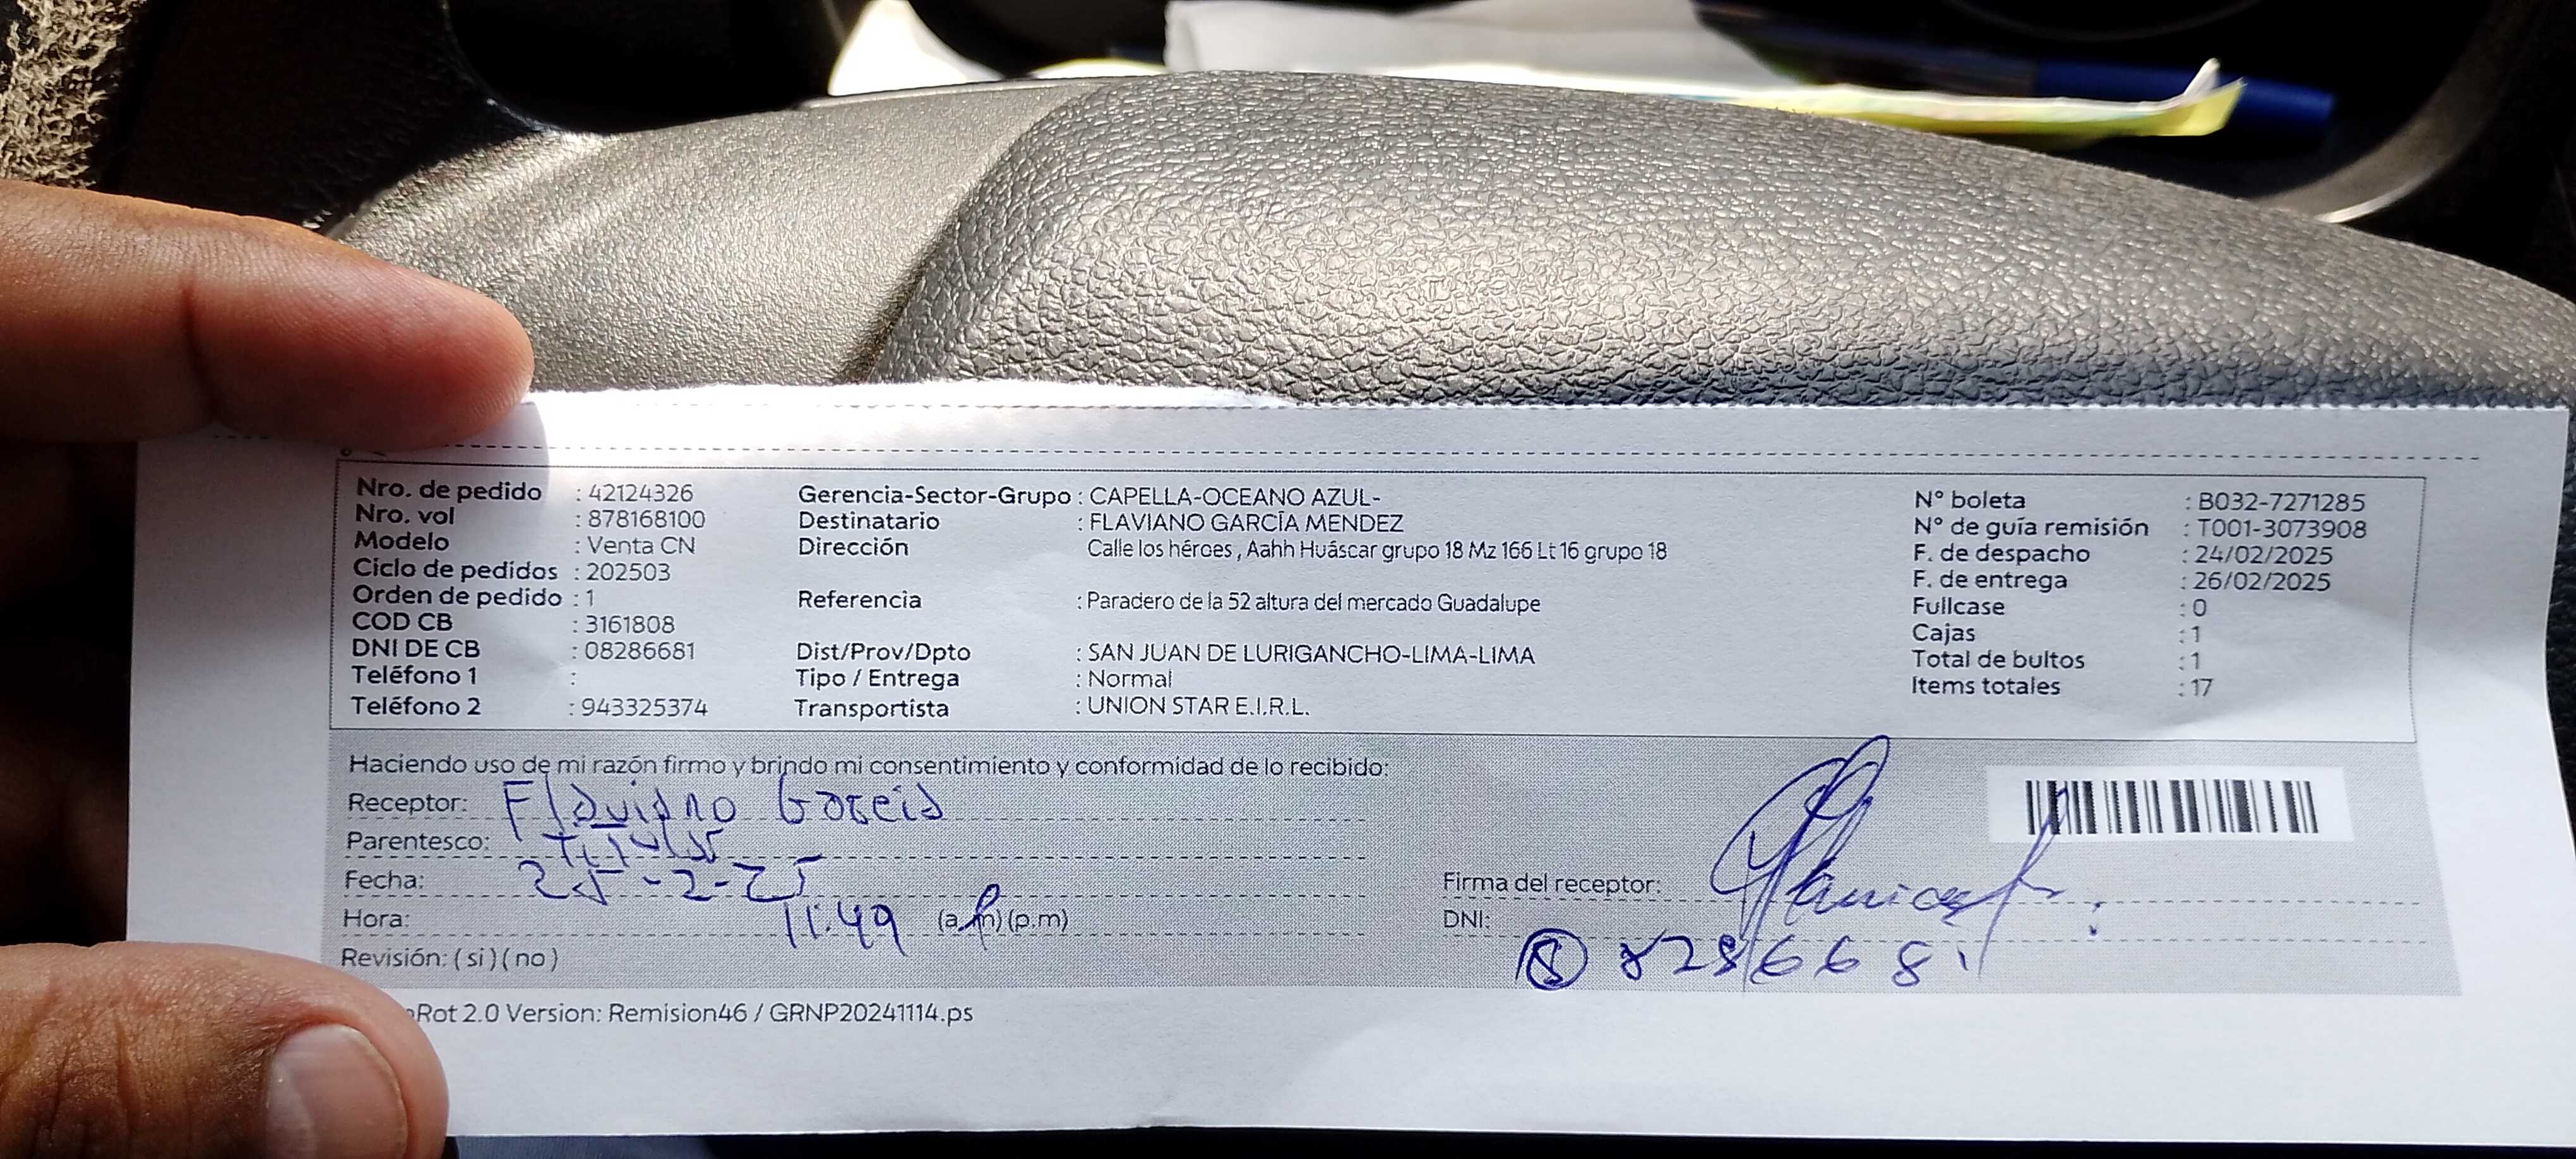 Nro. de pedido : 42124326
Nro. vol : 878168100
Modelo : Venta CN
Ciclo de pedidos : 202503
Orden de pedido : 1
COD CB : 3161808
DNI DE CB : 08286681
Teléfono 1 :
Teléfono 2 : 943325374
Gerencia-Sector-Grupo : CAPELLA-OCEANO AZUL-
Destinatario : FLAVIANO GARCÍA MENDEZ
Dirección Calle los héroes , Aahh Huáscar grupo 18 Mz 166 Lt 16 grupo 18
Referencia : Paradero de la 52 altura del mercado Guadalupe
Dist/Prov/Dpto : SAN JUAN DE LURIGANCHO-LIMA-LIMA
Tipo / Entrega : Normal
Transportista : UNION STAR E.I.R.L.
N° boleta : B032-7271285
N° de guía remisión : T001-3073908
F. de despacho : 24/02/2025
F. de entrega : 26/02/2025
Fullcase : 0
Cajas : 1
Total de bultos : 1
Items totales : 17
Haciendo uso de mi razón firmo y brindo mi consentimiento y conformidad de lo recibido:
Receptor: Flaviano Garcia
Parentesco: Titular
Fecha: 25-2-25
Hora: 11:49 (a.m) (p.m)
Revisión: ( si ) ( no )
Firma del receptor:
DNI: 8 8286681
Rot 2.0 Version: Remision46 / GRNP20241114.ps